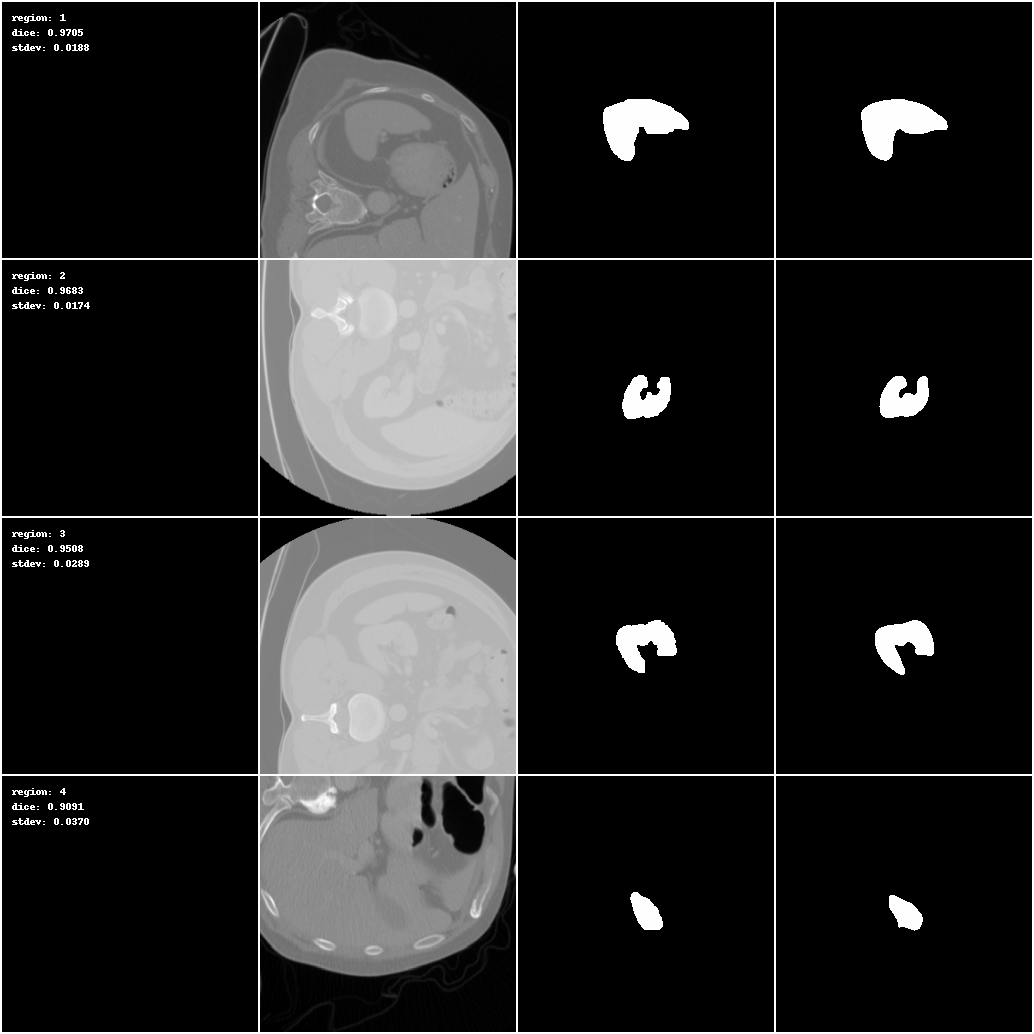 region: 1
dice: 0.9705
stdev: 0.0188
region: 2
dice: 0.9683
stdev: 0.0174
region: 3
dice: 0.9508
stdev: 0.0289
region: 4
dice: 0.9091
stdev: 0.0370